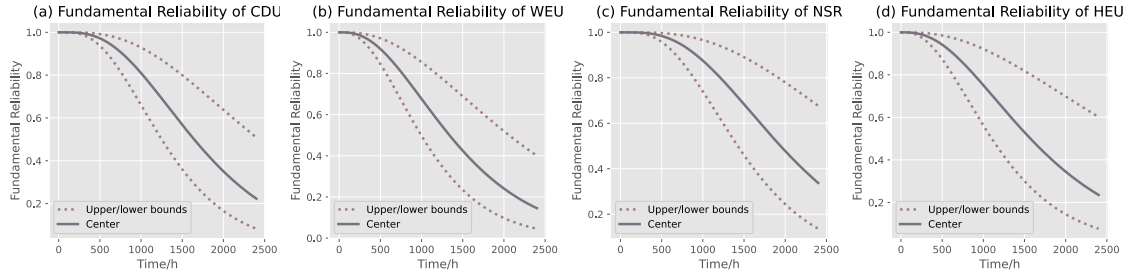 (a) Fundamental Reliability of CDU
Fundamental Reliability
1.0
0.8
0.6
0.4
0.2
Upper/lower bounds
Center
0 500 1000 1500 2000 2500
Time/h
(b) Fundamental Reliability of WEU
Fundamental Reliability
1.0
0.8
0.6
0.4
0.2
0.0
Upper/lower bounds
Center
0 500 1000 1500 2000 2500
Time/h
(c) Fundamental Reliability of NSR
Fundamental Reliability
1.0
0.8
0.6
0.4
0.2
Upper/lower bounds
Center
0 500 1000 1500 2000 2500
Time/h
(d) Fundamental Reliability of HEU
Fundamental Reliability
1.0
0.8
0.6
0.4
0.2
Upper/lower bounds
Center
0 500 1000 1500 2000 2500
Time/h